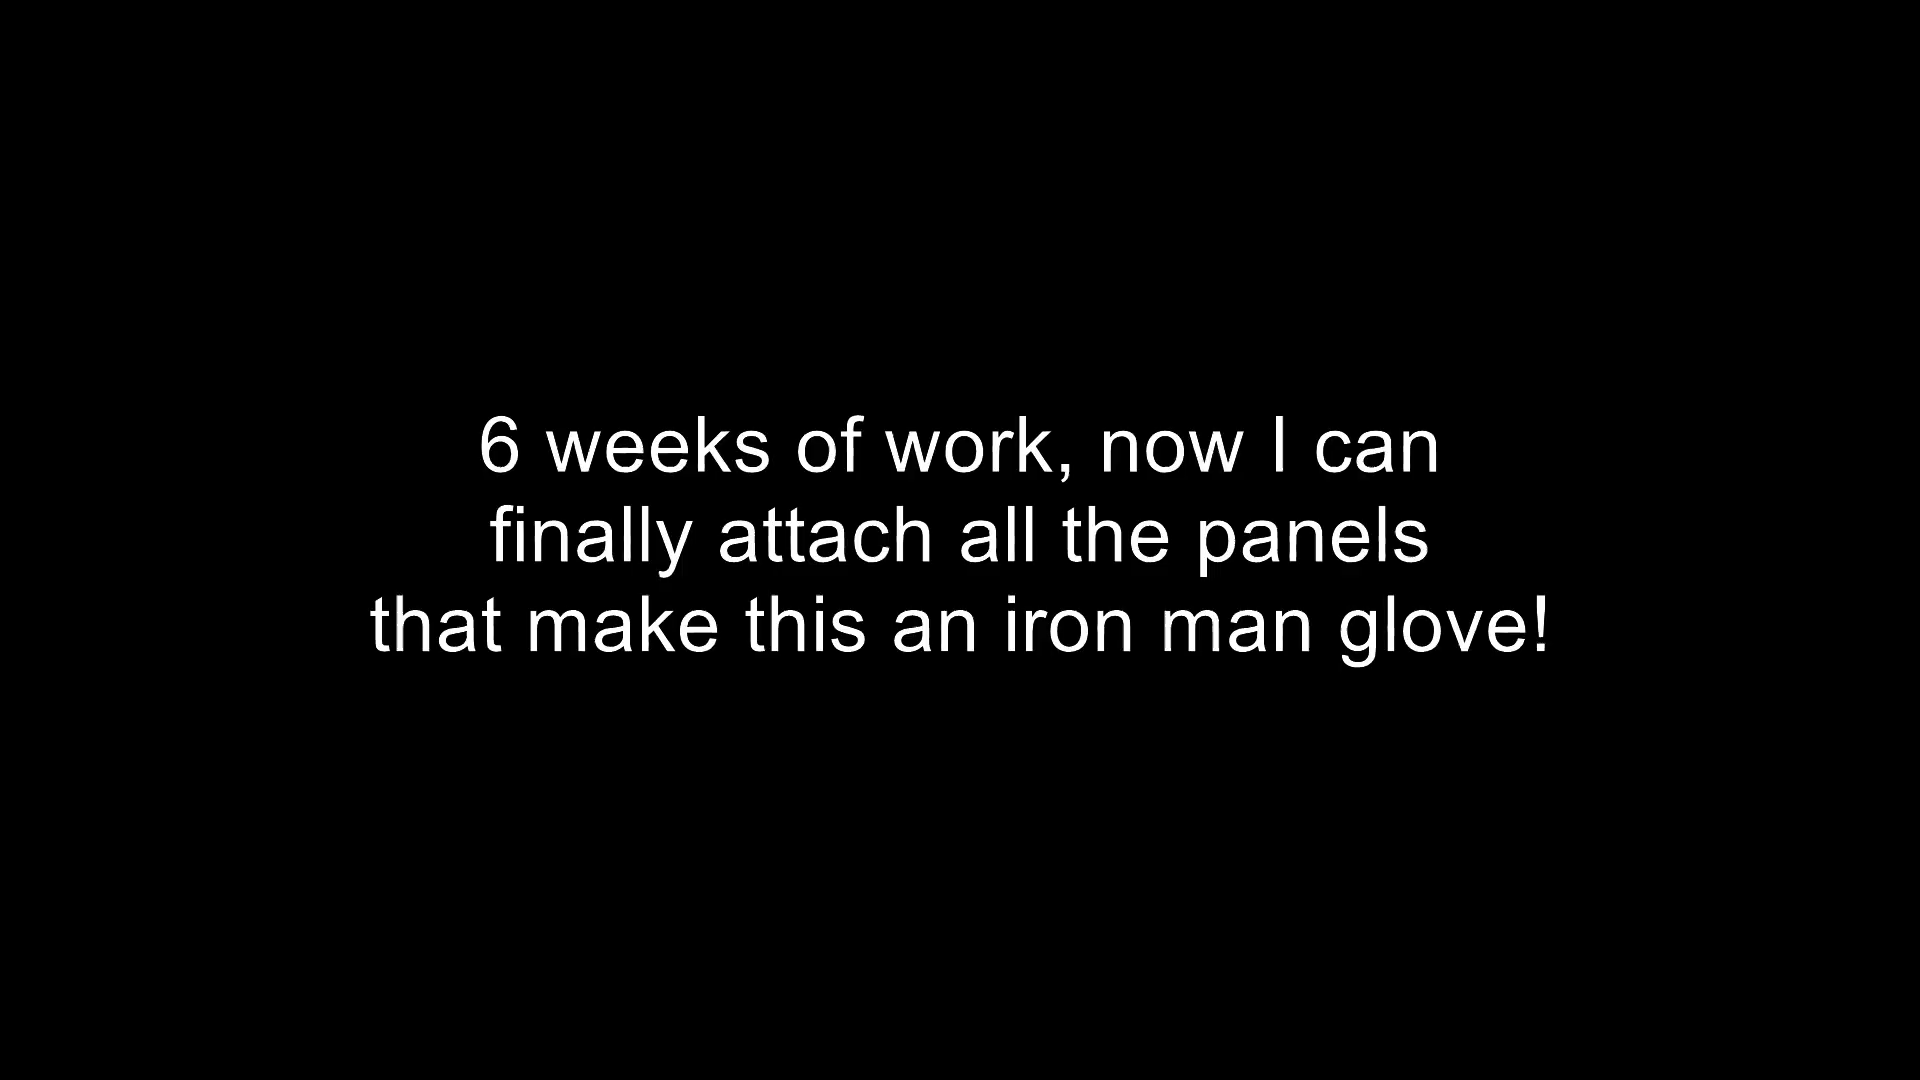 6 weeks of work, now I can
finally attach all the panels
that make this an iron man glove!